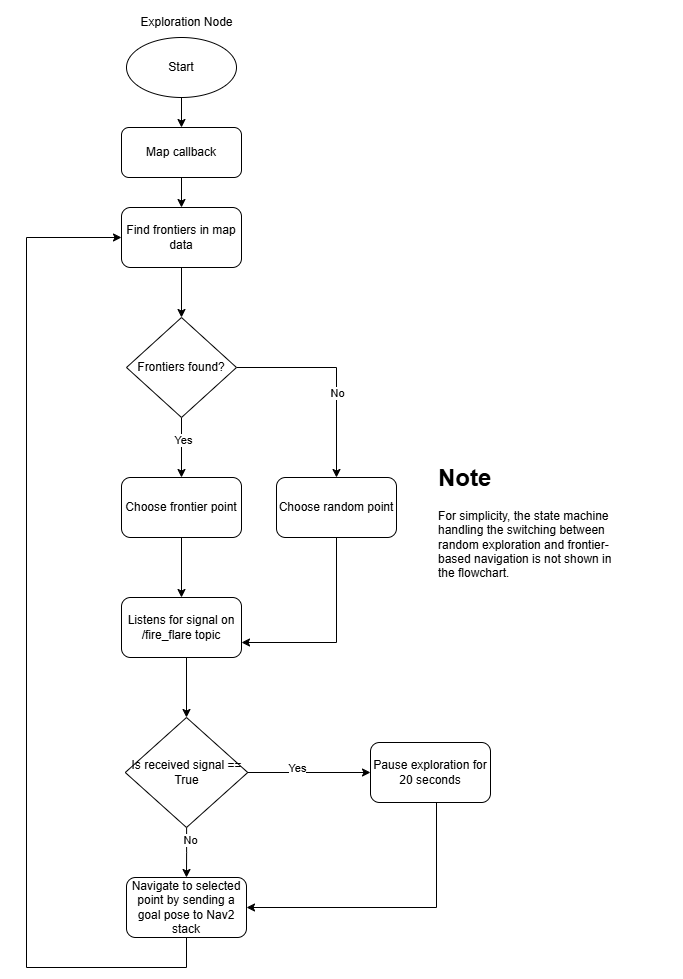 Exploration Node
Start
Map callback
Find frontiers in map
data
Frontiers found?
No
Yes
Choose frontier point
Choose random point
Note
For simplicity, the state machine
handling the switching between
random exploration and frontier-
based navigation is not shown in
the flowchart.
Listens for signal on
/fire_flare topic
Is received signal ==
True
Yes
Pause exploration for
20 seconds
No
Navigate to selected
point by sending a
goal pose to Nav2
stack